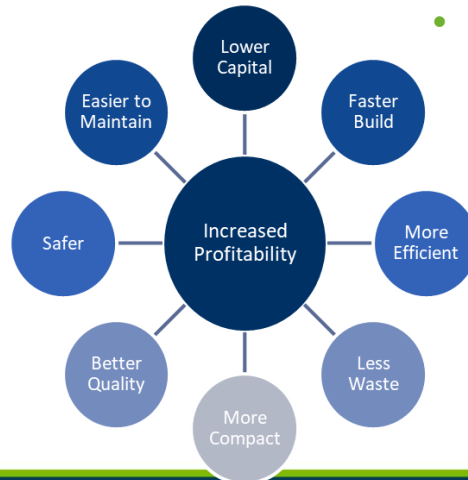 Lower
Capital
Faster
Build
More
Efficient
Less
Waste
More
Compact
Better
Quality
Safer
Easier to
Maintain
Increased
Profitability